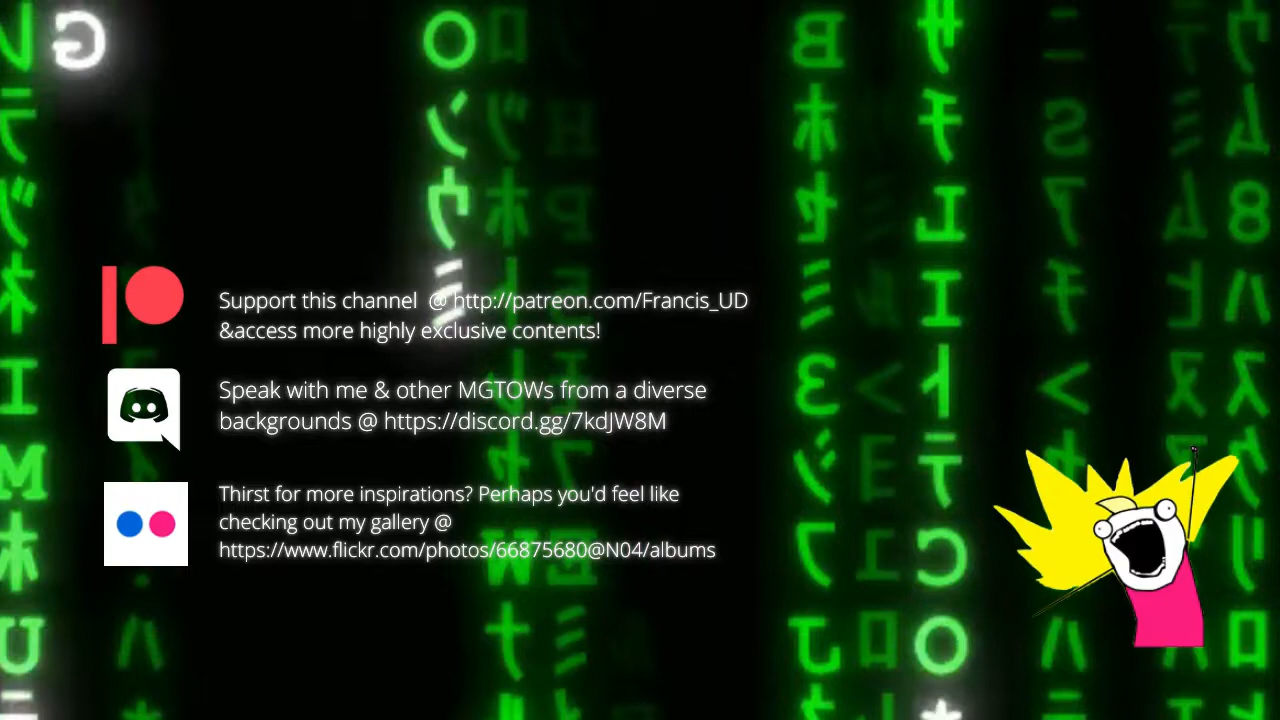 Support this channel @ http://patreon.com/Francis_UD
&access more highly exclusive contents!
Speak with me & other MGTOWs from a diverse
backgrounds @ https://discord.gg/7kdJW8M
Thirst for more inspirations? Perhaps you'd feel like
checking out my gallery @
https://www.flickr.com/photos/66875680@N04/albums